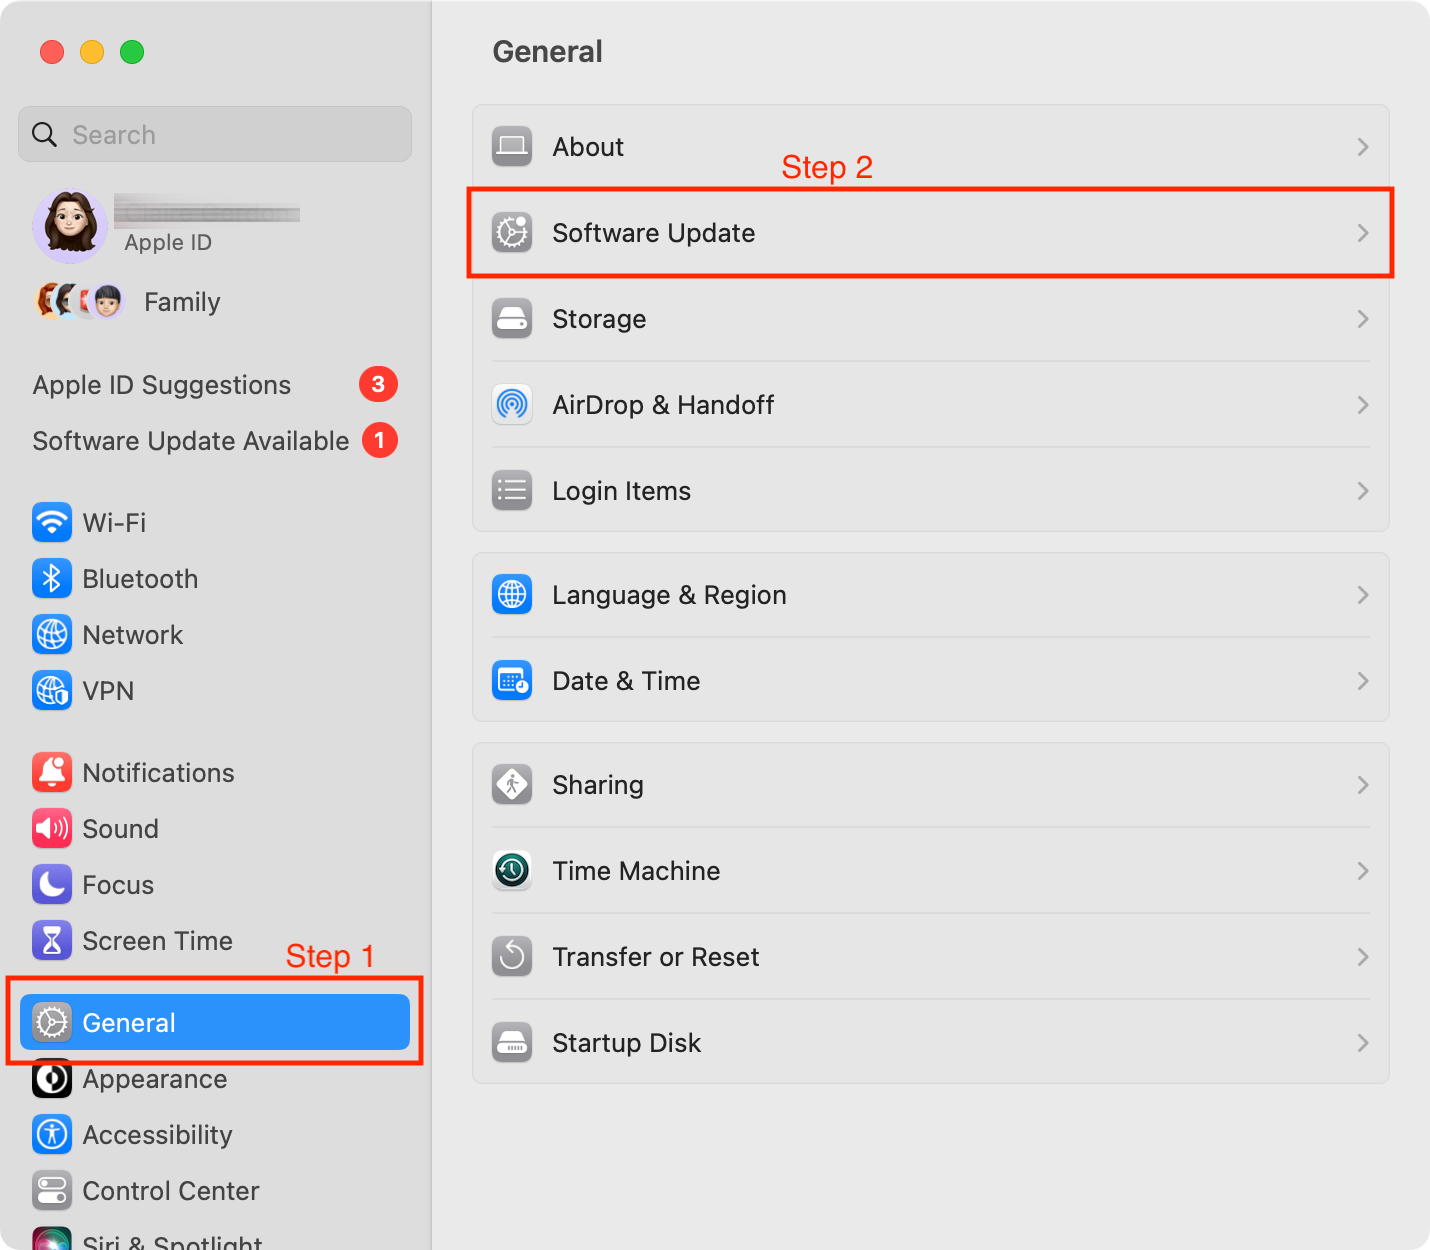 Search
Apple ID
Family
Apple ID Suggestions 3
Software Update Available 1
Wi-Fi
Bluetooth
Network
VPN
Notifications
Sound
Focus
Screen Time
Step 1
General
Appearance
Accessibility
Control Center
Siri & Spotlight
General
About
Step 2
Software Update
Storage
AirDrop & Handoff
Login Items
Language & Region
Date & Time
Sharing
Time Machine
Transfer or Reset
Startup Disk